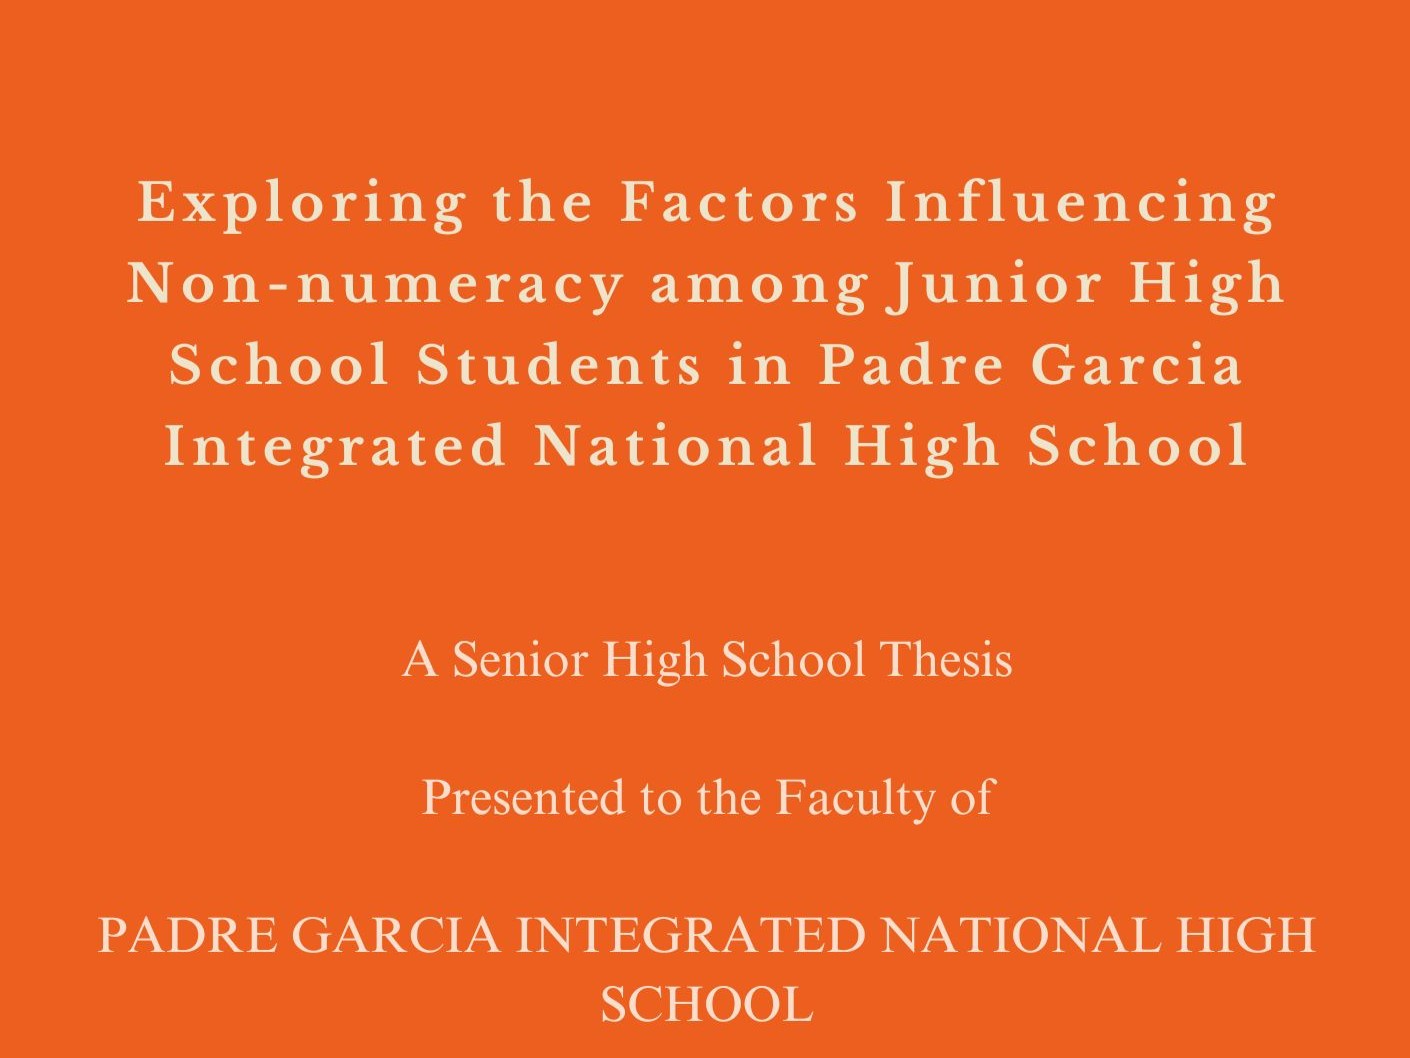 Exploring the Factors Influencing
Non-numeracy among Junior High
School Students in Padre Garcia
Integrated National High School
A Senior High School Thesis
Presented to the Faculty of
PADRE GARCIA INTEGRATED NATIONAL HIGH
SCHOOL